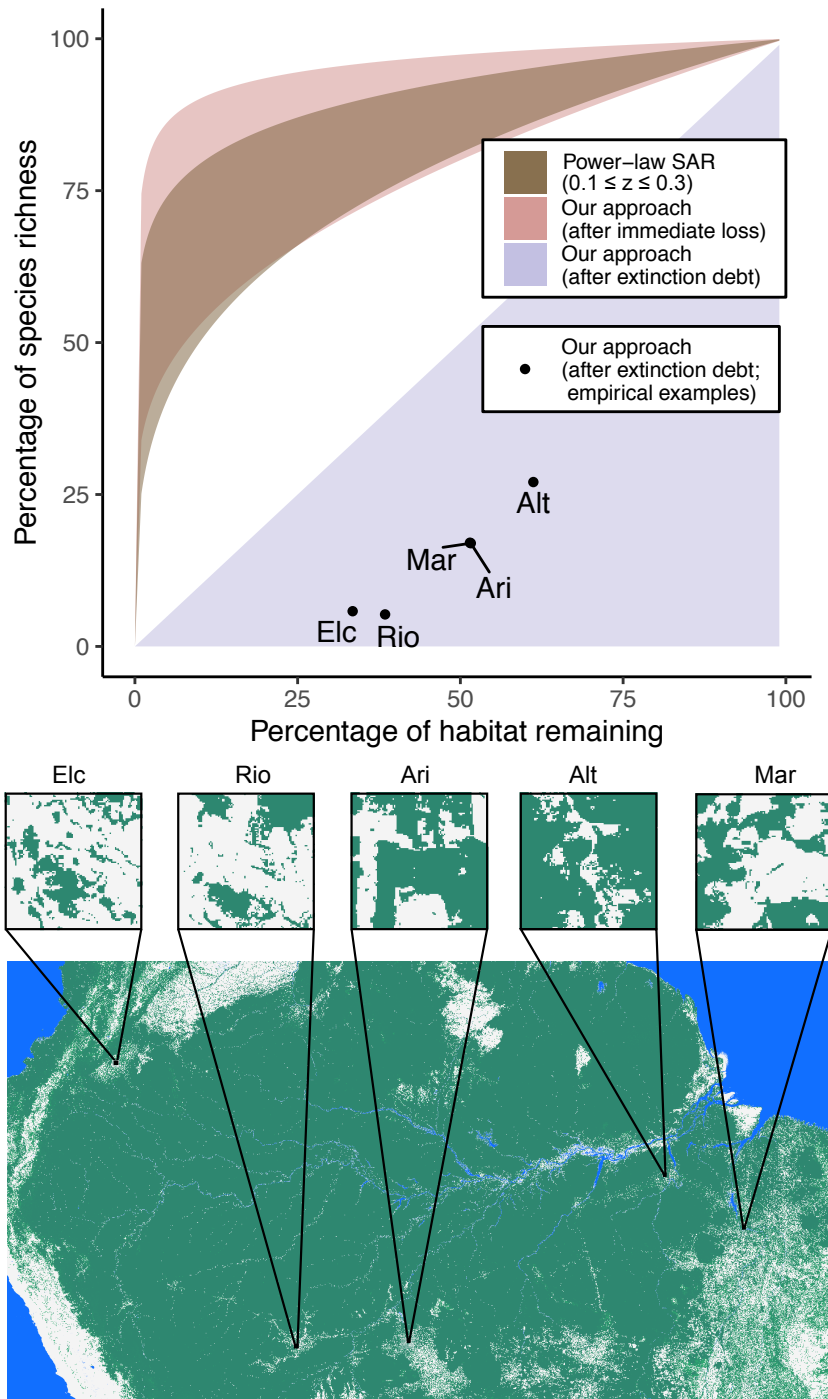 100
75
50
25
0
Percentage of species richness
Power−law SAR
(0.1 ≤ z ≤ 0.3)
Our approach
(after immediate loss)
Our approach
(after extinction debt)
Our approach
(after extinction debt;
empirical examples)
Alt
Mar
Ari
Elc
Rio
0
25
50
75
100
Percentage of habitat remaining
Elc
Rio
Ari
Alt
Mar